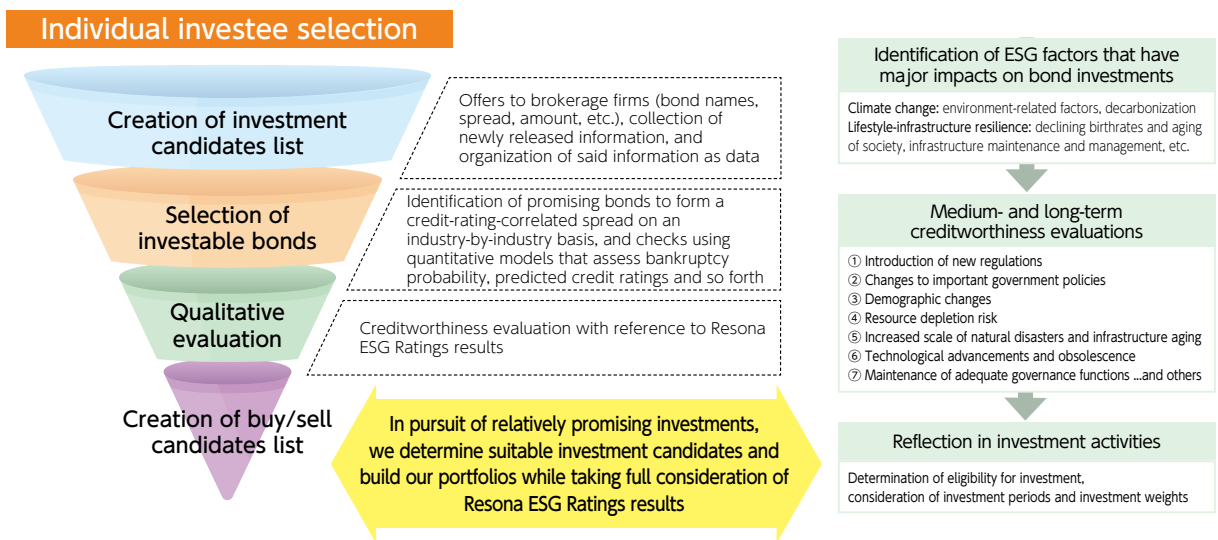 Individual investee selection
Creation of investment
candidates list
Offers to brokerage firms (bond names,
spread, amount, etc.), collection of
newly released information, and
organization of said information as data
Selection of
investable bonds
Identification of promising bonds to form a
credit-rating-correlated spread on an
industry-by-industry basis, and checks using
quantitative models that assess bankruptcy
probability, predicted credit ratings and so forth
Qualitative
evaluation
Creditworthiness evaluation with reference to Resona
ESG Ratings results
Creation of buy/sell
candidates list
In pursuit of relatively promising investments,
we determine suitable investment candidates and
build our portfolios while taking full consideration of
Resona ESG Ratings results
Identification of ESG factors that have
major impacts on bond investments
Climate change: environment-related factors, decarbonization
Lifestyle-infrastructure resilience: declining birthrates and aging
of society, infrastructure maintenance and management, etc.
Medium- and long-term
creditworthiness evaluations
① Introduction of new regulations
② Changes to important government policies
③ Demographic changes
④ Resource depletion risk
⑤ Increased scale of natural disasters and infrastructure aging
⑥ Technological advancements and obsolescence
⑦ Maintenance of adequate governance functions ...and others
Reflection in investment activities
Determination of eligibility for investment,
consideration of investment periods and investment weights